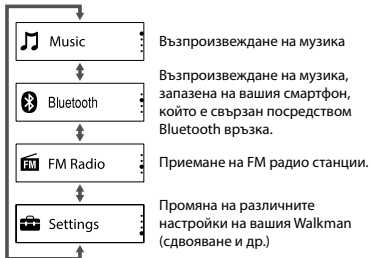 Music
Възпроизвеждане на музика
Bluetooth
Възпроизвеждане на музика,
запазена на вашия смартфон,
който е свързан посредством
Bluetooth връзка.
FM
FM Radio
Приемане на FM радио станции.
Settings
Промяна на различните
настройки на вашия Walkman
(сдвояване и др.)